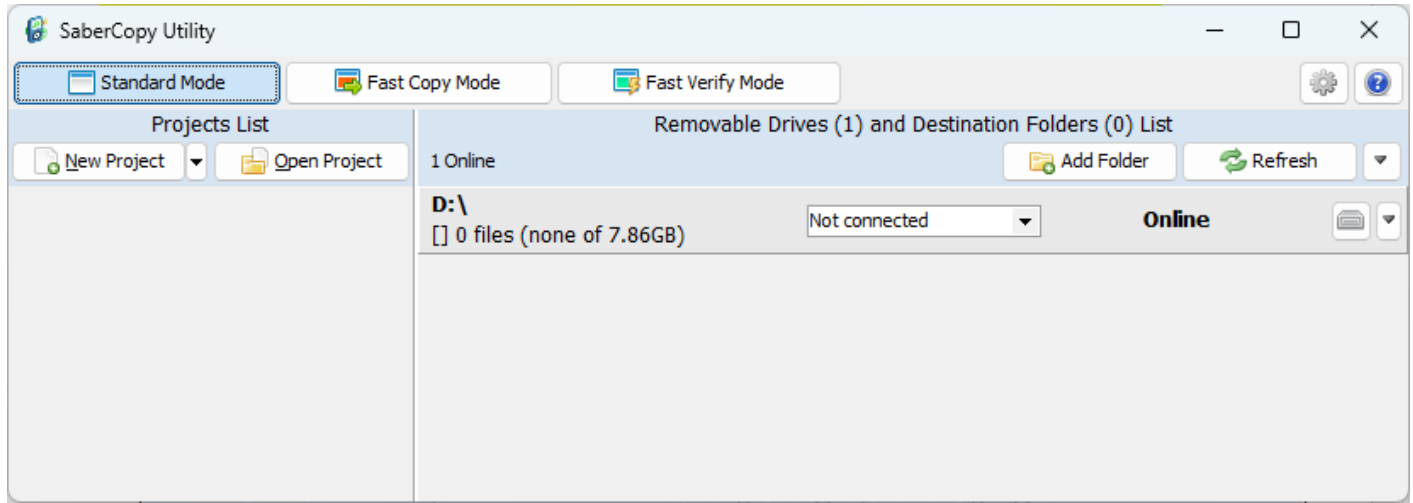 SaberCopy Utility
Standard Mode
Fast Copy Mode
Fast Verify Mode
Projects List
Removable Drives (1) and Destination Folders (0) List
New Project
Open Project
1 Online
Add Folder
Refresh
D:\
[] 0 files (none of 7.86GB)
Not connected
Online